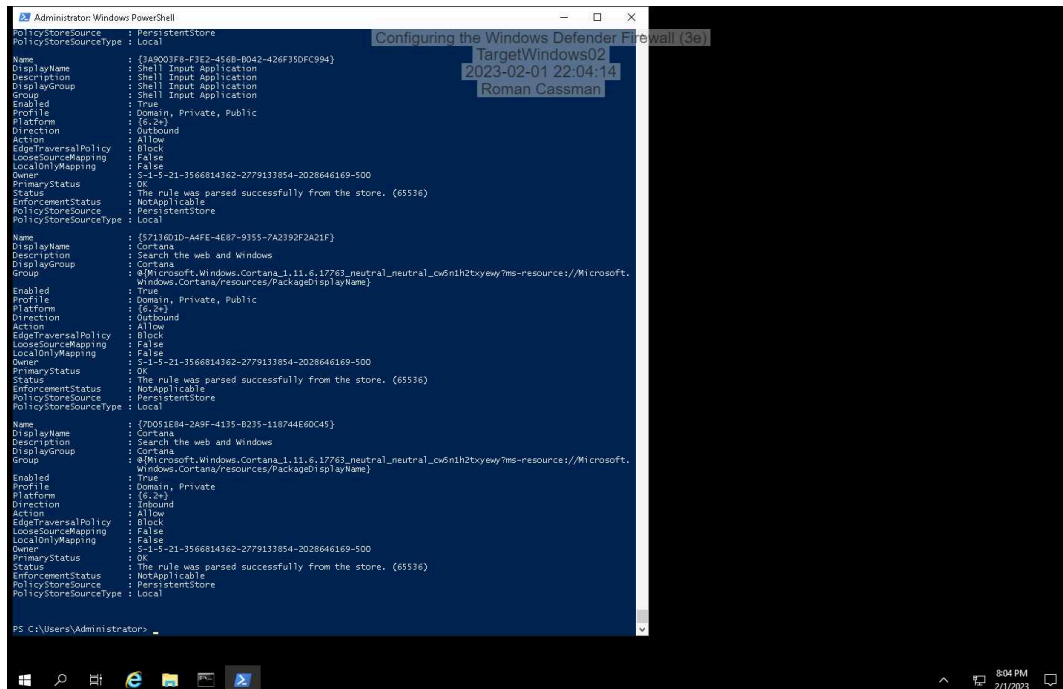 Administrator: Windows PowerShell
PolicyStoreSource : PersistentStore
PolicyStoreSourceType : Local
Configuring the Windows Defender Firewall (3e)
TargetWindows02
2023-02-01 22:04:14
Roman Cassman
Name : {3A9003F8-F3E2-456B-B042-426F35DFC994}
DisplayName : Shell Input Application
Description : Shell Input Application
DisplayGroup : Shell Input Application
Group : Shell Input Application
Enabled : True
Profile : Domain, Private, Public
Platform : {6.2+}
Direction : Outbound
Action : Allow
EdgeTraversalPolicy : Block
LooseSourceMapping : False
LocalOnlyMapping : False
Owner : S-1-5-21-3566814362-2779133854-2028646169-500
PrimaryStatus : OK
Status : The rule was parsed successfully from the store. (65536)
EnforcementStatus : NotApplicable
PolicyStoreSource : PersistentStore
PolicyStoreSourceType : Local
Name : {57136D1D-A4FE-4E87-9355-7A2392F2A21F}
DisplayName : Cortana
Description : Search the web and Windows
DisplayGroup : Cortana
Group : @{Microsoft.Windows.Cortana_1.11.6.17763_neutral_neutral_cw5n1h2txyewy?ms-resource://Microsoft.
Windows.Cortana/resources/PackageDisplayName}
Enabled : True
Profile : Domain, Private, Public
Platform : {6.2+}
Direction : Outbound
Action : Allow
EdgeTraversalPolicy : Block
LooseSourceMapping : False
LocalOnlyMapping : False
Owner : S-1-5-21-3566814362-2779133854-2028646169-500
PrimaryStatus : OK
Status : The rule was parsed successfully from the store. (65536)
EnforcementStatus : NotApplicable
PolicyStoreSource : PersistentStore
PolicyStoreSourceType : Local
Name : {7D051E84-2A9F-4135-B235-118744E60C45}
DisplayName : Cortana
Description : Search the web and Windows
DisplayGroup : Cortana
Group : @{Microsoft.Windows.Cortana_1.11.6.17763_neutral_neutral_cw5n1h2txyewy?ms-resource://Microsoft.
Windows.Cortana/resources/PackageDisplayName}
Enabled : True
Profile : Domain, Private
Platform : {6.2+}
Direction : Inbound
Action : Allow
EdgeTraversalPolicy : Block
LooseSourceMapping : False
LocalOnlyMapping : False
Owner : S-1-5-21-3566814362-2779133854-2028646169-500
PrimaryStatus : OK
Status : The rule was parsed successfully from the store. (65536)
EnforcementStatus : NotApplicable
PolicyStoreSource : PersistentStore
PolicyStoreSourceType : Local
PS C:\Users\Administrator> _
8:04 PM
2/1/2023